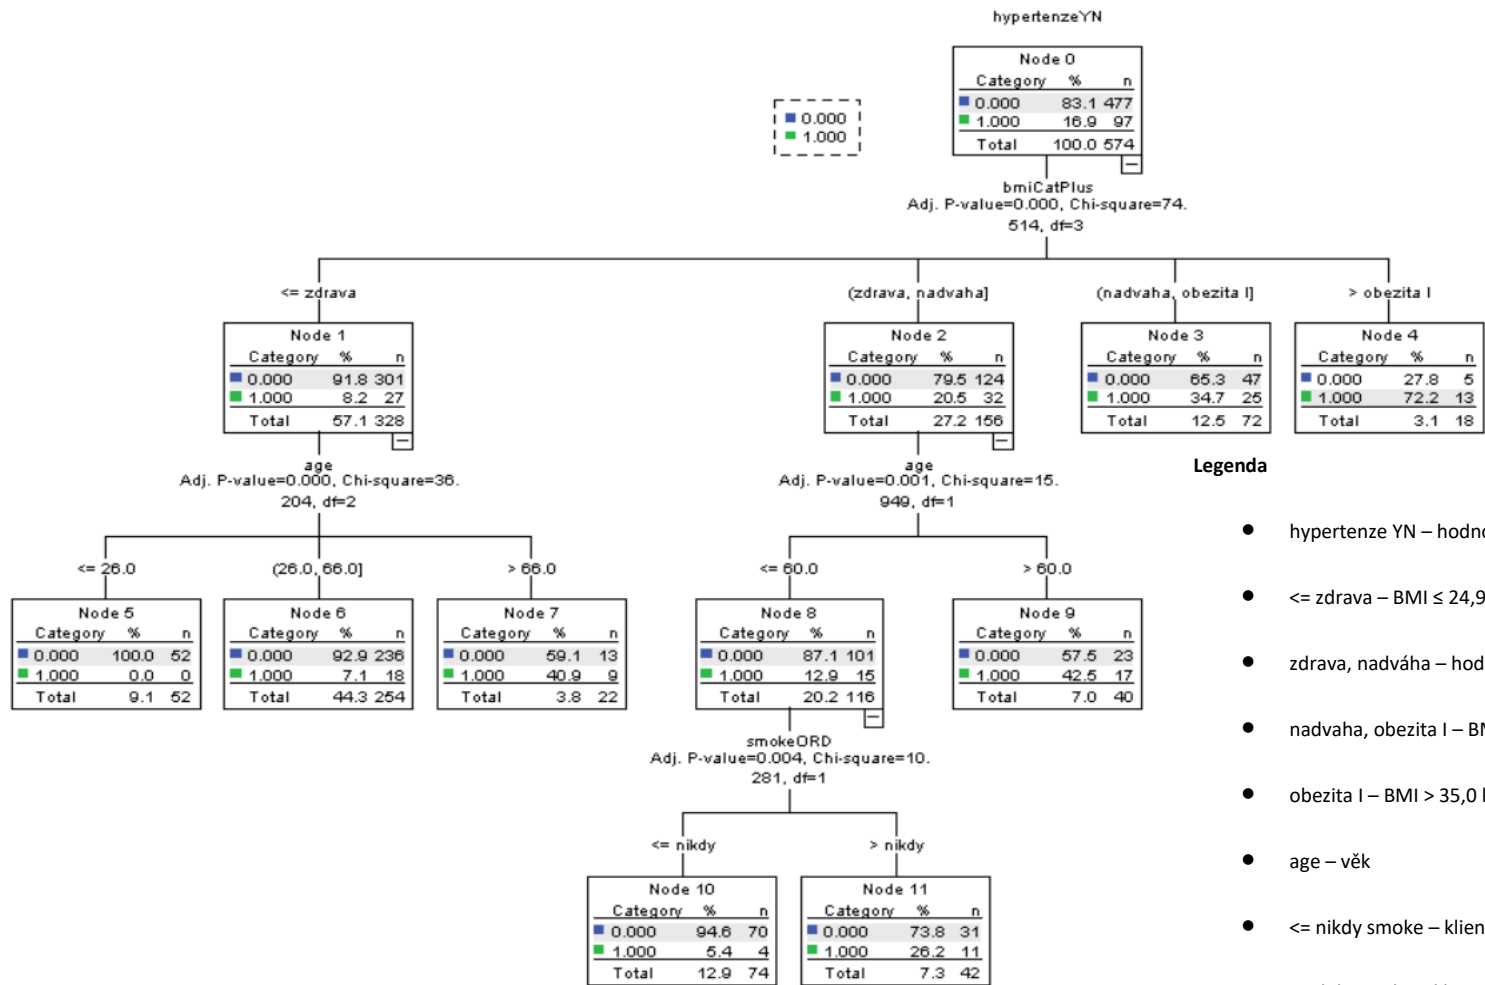 hypertenzeYN
Node 0
Category % n
0.000 83.1 477
1.000 16.9 97
Total 100.0 574
0.000
1.000
bmiCatPlus
Adj. P-value=0.000, Chi-square=74.
514, df=3
<= zdrava
(zdrava, nadvaha]
(nadvaha, obezita I]
> obezita I
Node 1
Category % n
0.000 91.8 301
1.000 8.2 27
Total 57.1 328
Node 2
Category % n
0.000 79.5 124
1.000 20.5 32
Total 27.2 156
Node 3
Category % n
0.000 65.3 47
1.000 34.7 25
Total 12.5 72
Node 4
Category % n
0.000 27.8 5
1.000 72.2 13
Total 3.1 18
age
Adj. P-value=0.000, Chi-square=36.
204, df=2
age
Adj. P-value=0.001, Chi-square=15.
949, df=1
<= 26.0
(26.0, 66.0]
> 66.0
<= 60.0
> 60.0
Node 5
Category % n
0.000 100.0 52
1.000 0.0 0
Total 9.1 52
Node 6
Category % n
0.000 92.9 236
1.000 7.1 18
Total 44.3 254
Node 7
Category % n
0.000 59.1 13
1.000 40.9 9
Total 3.8 22
Node 8
Category % n
0.000 87.1 101
1.000 12.9 15
Total 20.2 116
Node 9
Category % n
0.000 57.5 23
1.000 42.5 17
Total 7.0 40
smokeORD
Adj. P-value=0.004, Chi-square=10.
281, df=1
<= nikdy
> nikdy
Node 10
Category % n
0.000 94.6 70
1.000 5.4 4
Total 12.9 74
Node 11
Category % n
0.000 73.8 31
1.000 26.2 11
Total 7.3 42
Legenda
• hypertenze YN – hodno
• <= zdrava – BMI ≤ 24,9
• zdrava, nadváha – hod
• nadvaha, obezita I – BM
• obezita I – BMI > 35,0
• age – věk
• <= nikdy smoke – klien